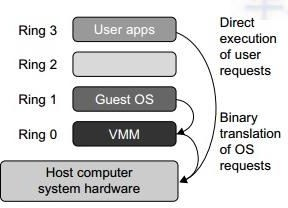 Ring 3
User apps
Ring 2
Ring 1
Guest OS
Ring 0
VMM
Host computer
system hardware
Direct
execution
of user
requests
Binary
translation
of OS
requests